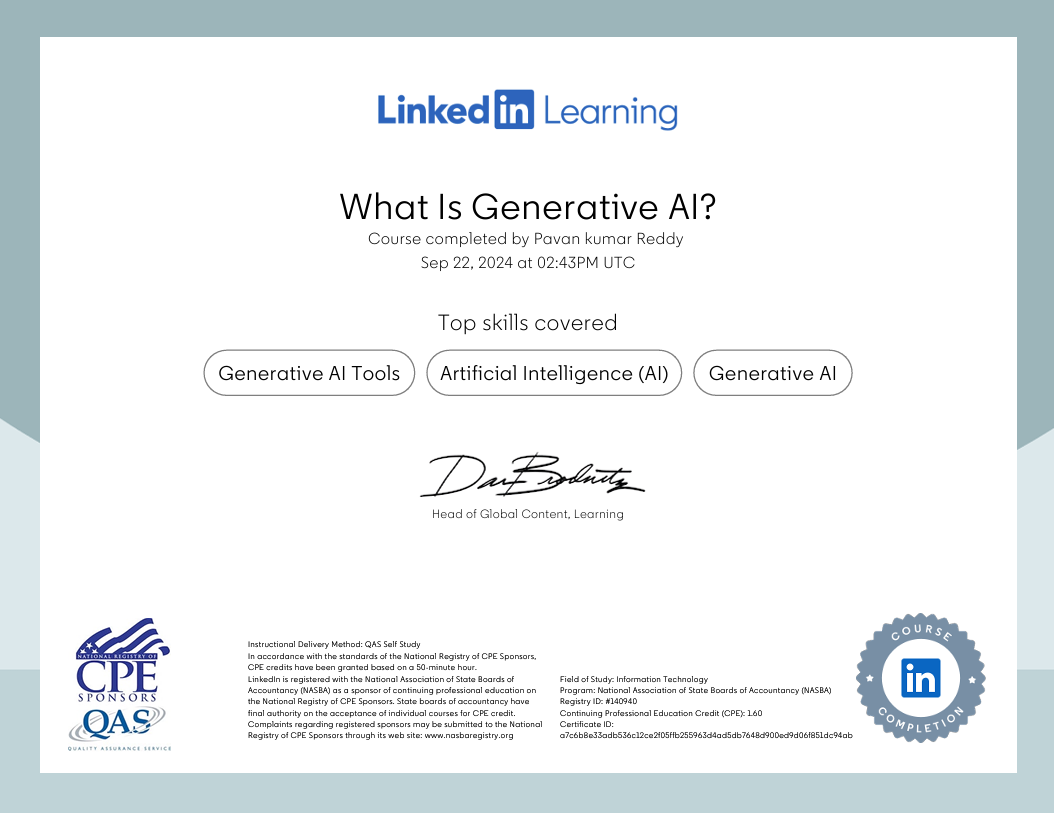 LinkedIn Learning
What Is Generative AI?
Course completed by Pavan kumar Reddy
Sep 22, 2024 at 02:43PM UTC
Top skills covered
Generative AI Tools
Artificial Intelligence (AI)
Generative AI
Dan Brodnitz
Head of Global Content, Learning
NATIONAL REGISTRY OF
CPE
SPONSORS
QAS
QUALITY ASSURANCE SERVICE
Instructional Delivery Method: QAS Self Study
In accordance with the standards of the National Registry of CPE Sponsors,
CPE credits have been granted based on a 50-minute hour.
LinkedIn is registered with the National Association of State Boards of
Accountancy (NASBA) as a sponsor of continuing professional education on
the National Registry of CPE Sponsors. State boards of accountancy have
final authority on the acceptance of individual courses for CPE credit.
Complaints regarding registered sponsors may be submitted to the National
Registry of CPE Sponsors through its web site: www.nasbaregistry.org
Field of Study: Information Technology
Program: National Association of State Boards of Accountancy (NASBA)
Registry ID: #140940
Continuing Professional Education Credit (CPE): 1.60
Certificate ID:
a7c6b8e33adb536c12ce2f05ffb255963d4ad5db7648d900ed9d06f851dc94ab
COURSE
in
COMPLETION